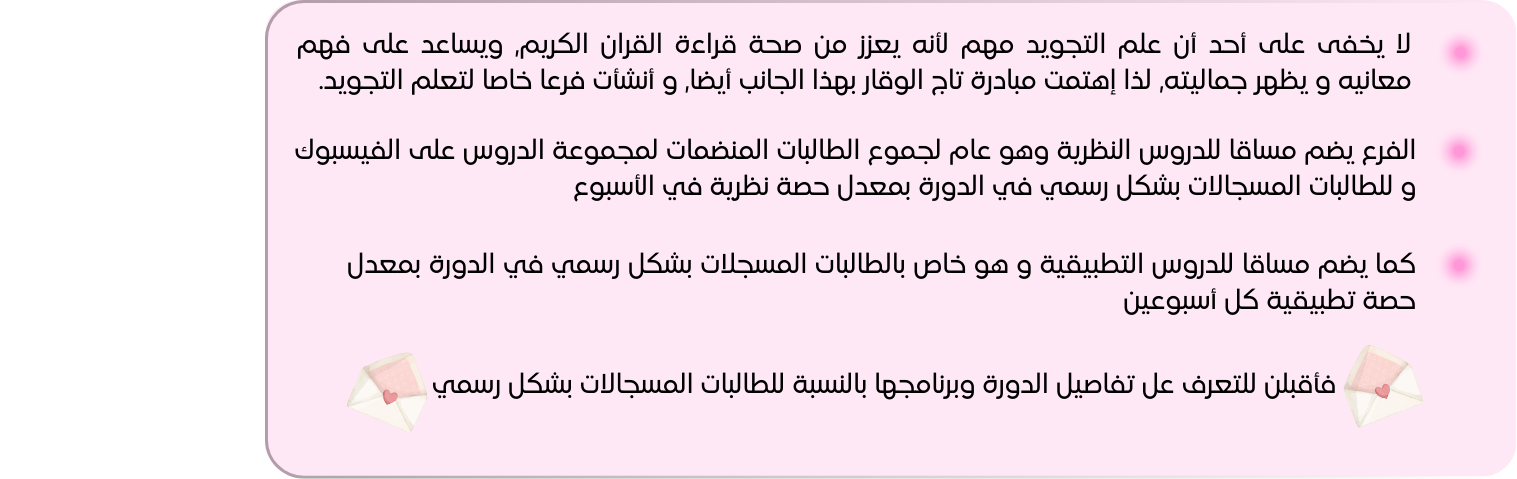 لا يخفى على أحد أن علم التجويد مهم لأنه يعزز من صحة قراءة القران الكريم, ويساعد على فهم
معانيه و يظهر جماليته, لذا إهتمت مبادرة تاج الوقار بهذا الجانب أيضا, و أنشأت فرعا خاصا لتعلم التجويد.
الفرع يضم مساقا للدروس النظرية وهو عام لجموع الطالبات المنضمات لمجموعة الدروس على الفيسبوك
و للطالبات المسجالات بشكل رسمي في الدورة بمعدل حصة نظرية في الأسبوع
كما يضم مساقا للدروس التطبيقية و هو خاص بالطالبات المسجلات بشكل رسمي في الدورة بمعدل
حصة تطبيقية كل أسبوعين
فأقبلن للتعرف عل تفاصيل الدورة وبرنامجها بالنسبة للطالبات المسجالات بشكل رسمي